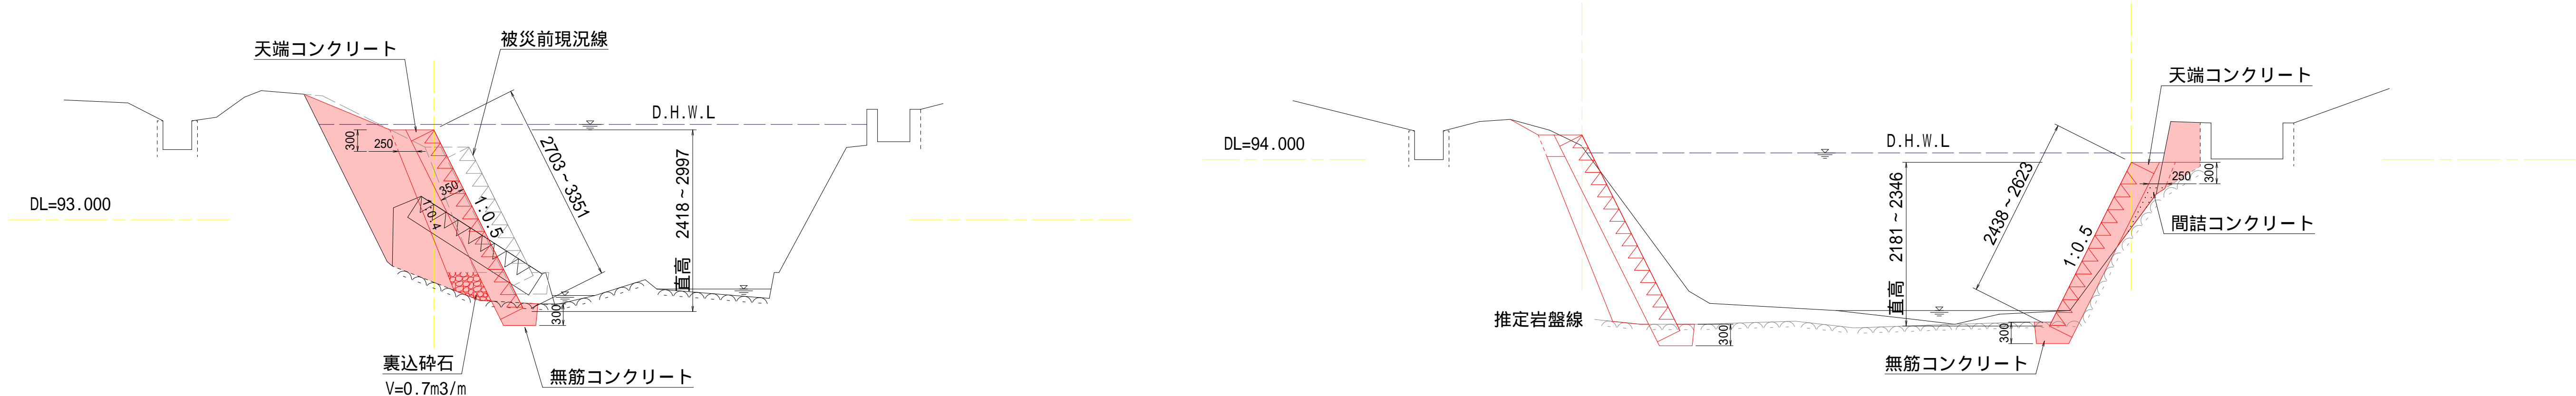 天端コンクリート
被災前現況線
D.H.W.L
300
250
350
1:0.4
1:0.5
2703～3351
直高 2418～2997
DL=93.000
300
裏込砕石
V=0.7m3/m
無筋コンクリート
DL=94.000
D.H.W.L
天端コンクリート
300
250
間詰コンクリート
2438～2623
直高 2181～2346
1:0.5
推定岩盤線
300
300
無筋コンクリート